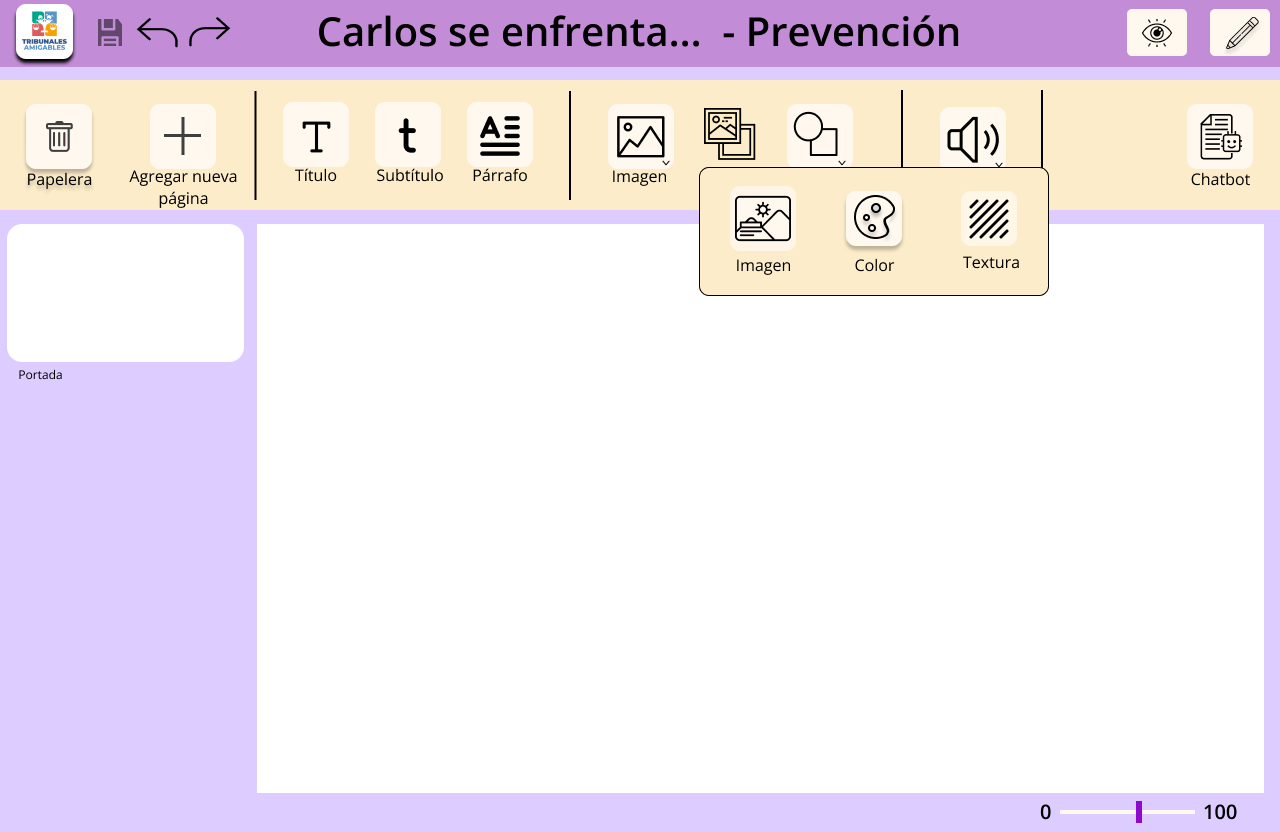 TRIBUNALES
AMIGABLES
Carlos se enfrenta... - Prevención
Papelera
Agregar nueva
página
Título
Subtítulo
Párrafo
Imagen
Chatbot
Imagen
Color
Textura
Portada
0
100